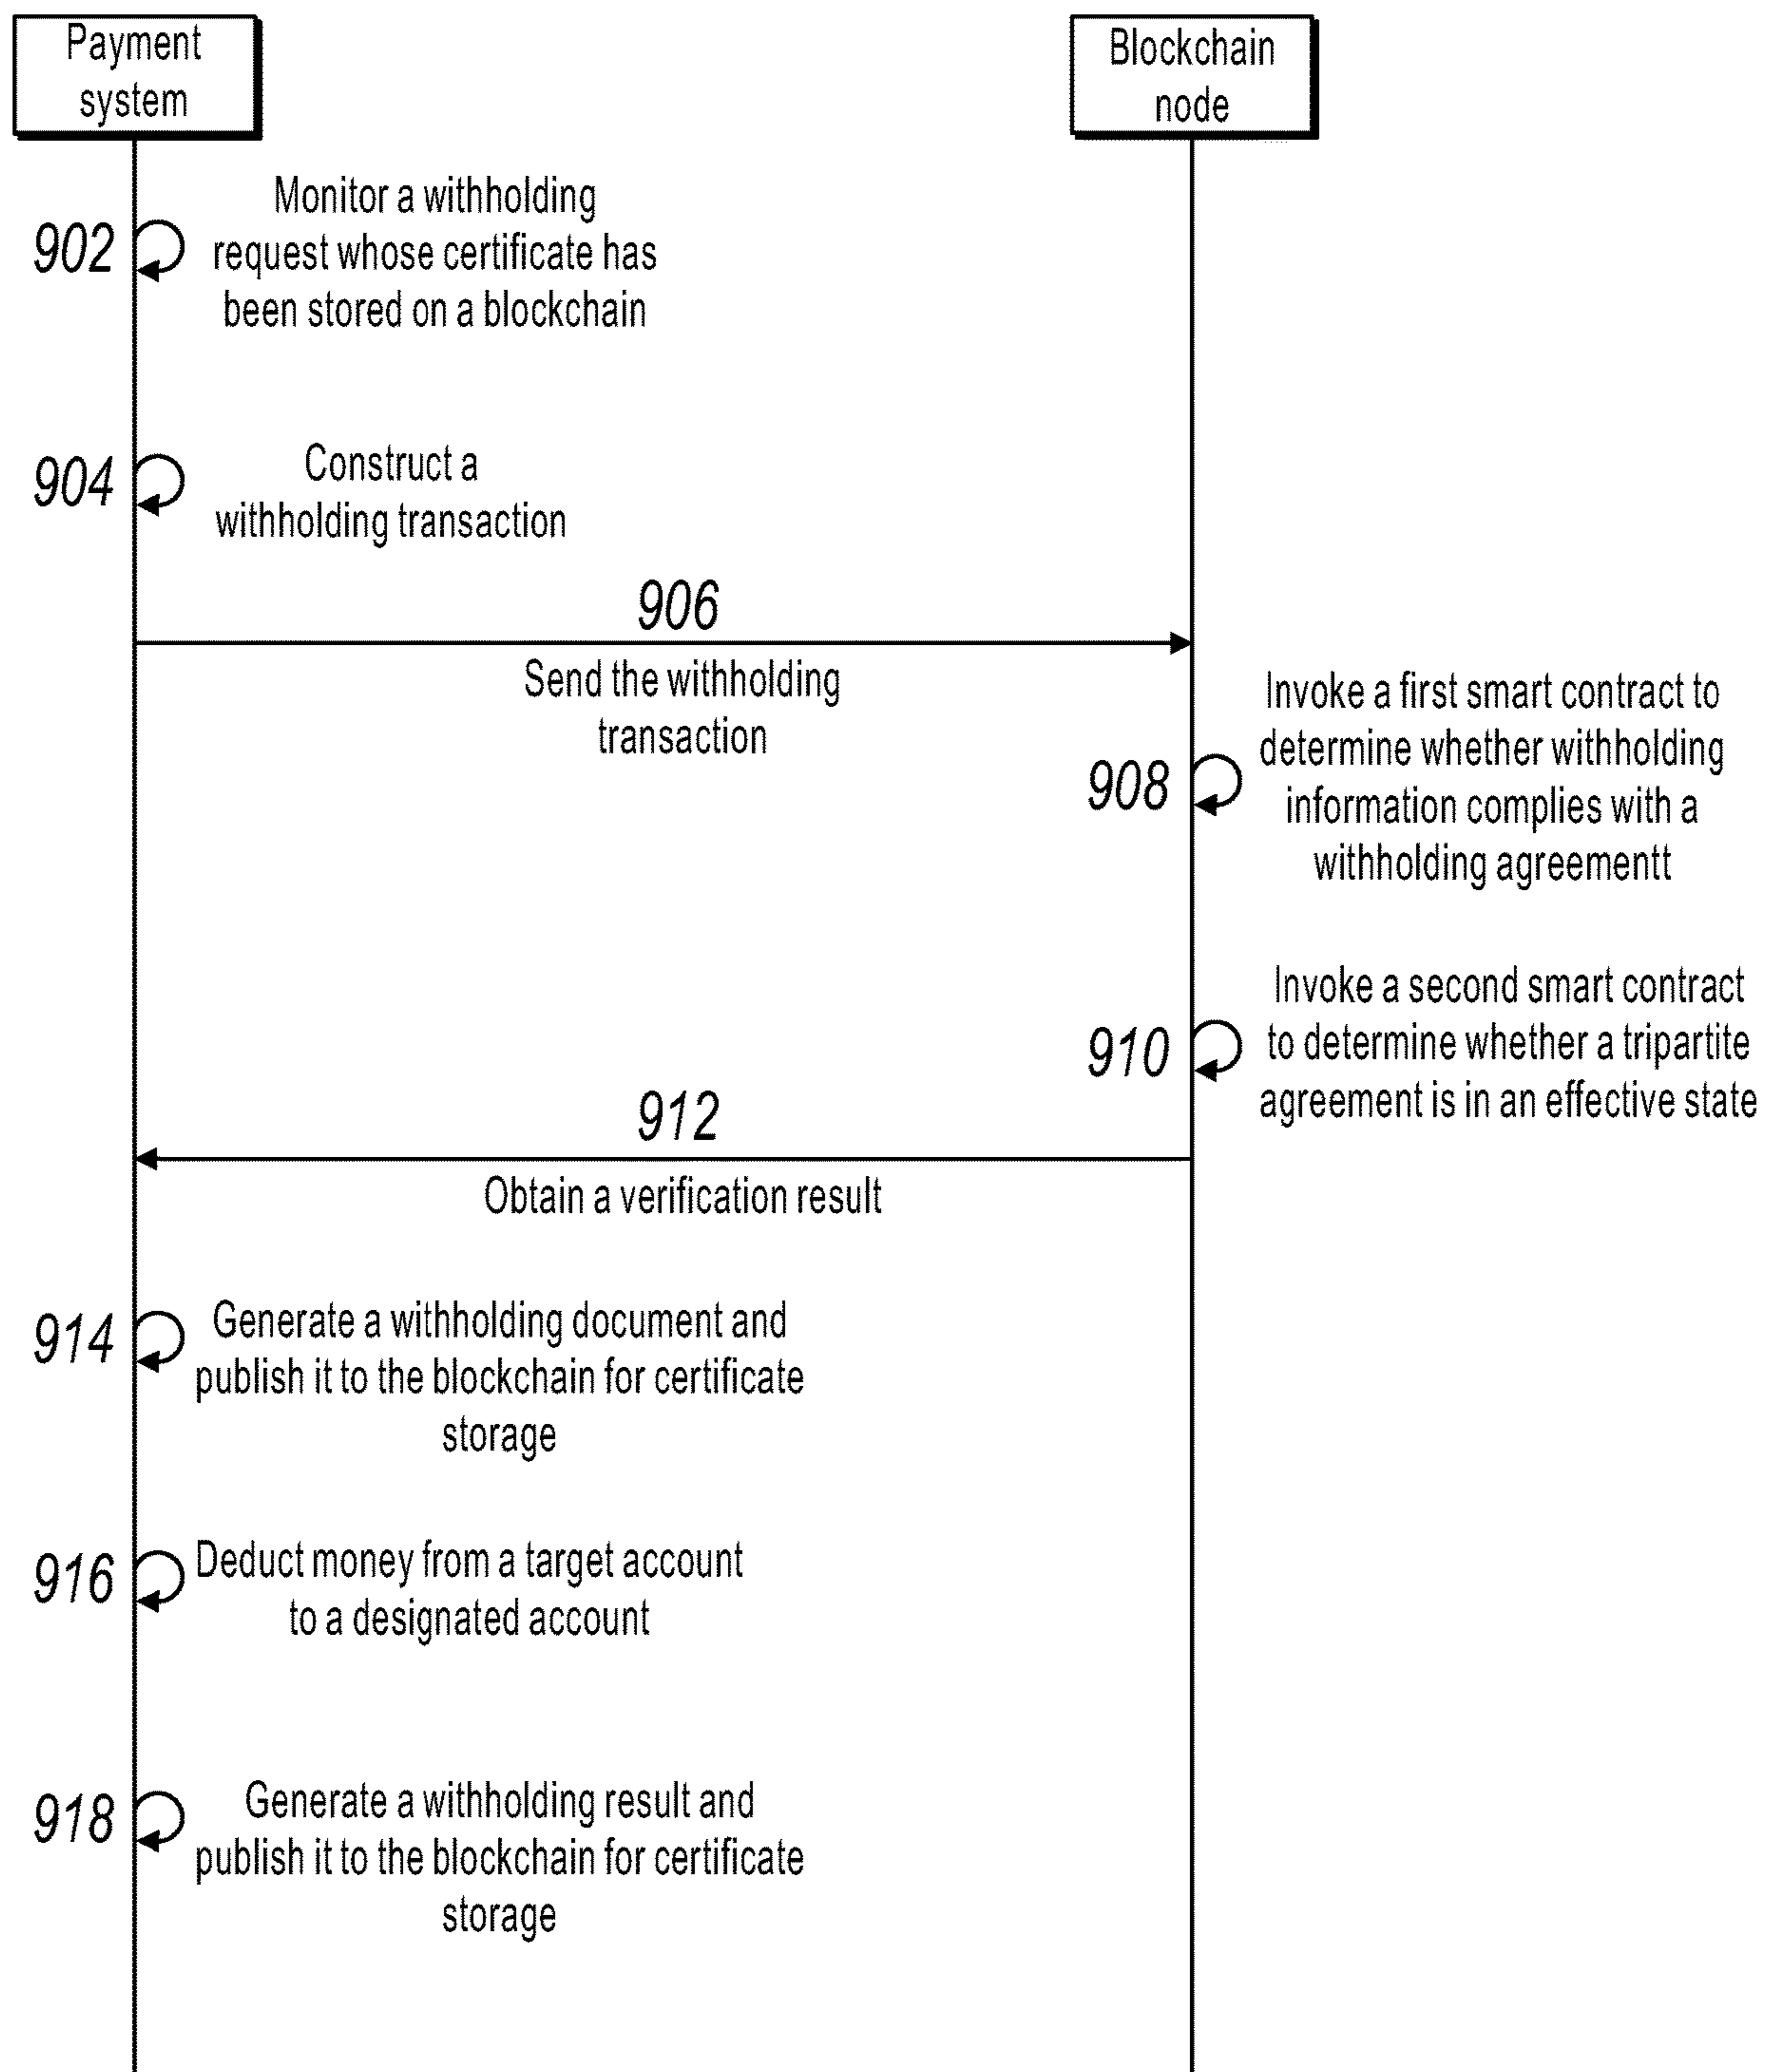 Payment
system
Blockchain
node
902
Monitor a withholding
request whose certificate has
been stored on a blockchain
904
Construct a
withholding transaction
906
Send the withholding
transaction
908
Invoke a first smart contract to
determine whether withholding
information complies with a
withholding agreementt
910
Invoke a second smart contract
to determine whether a tripartite
agreement is in an effective state
912
Obtain a verification result
914
Generate a withholding document and
publish it to the blockchain for certificate
storage
916
Deduct money from a target account
to a designated account
918
Generate a withholding result and
publish it to the blockchain for certificate
storage